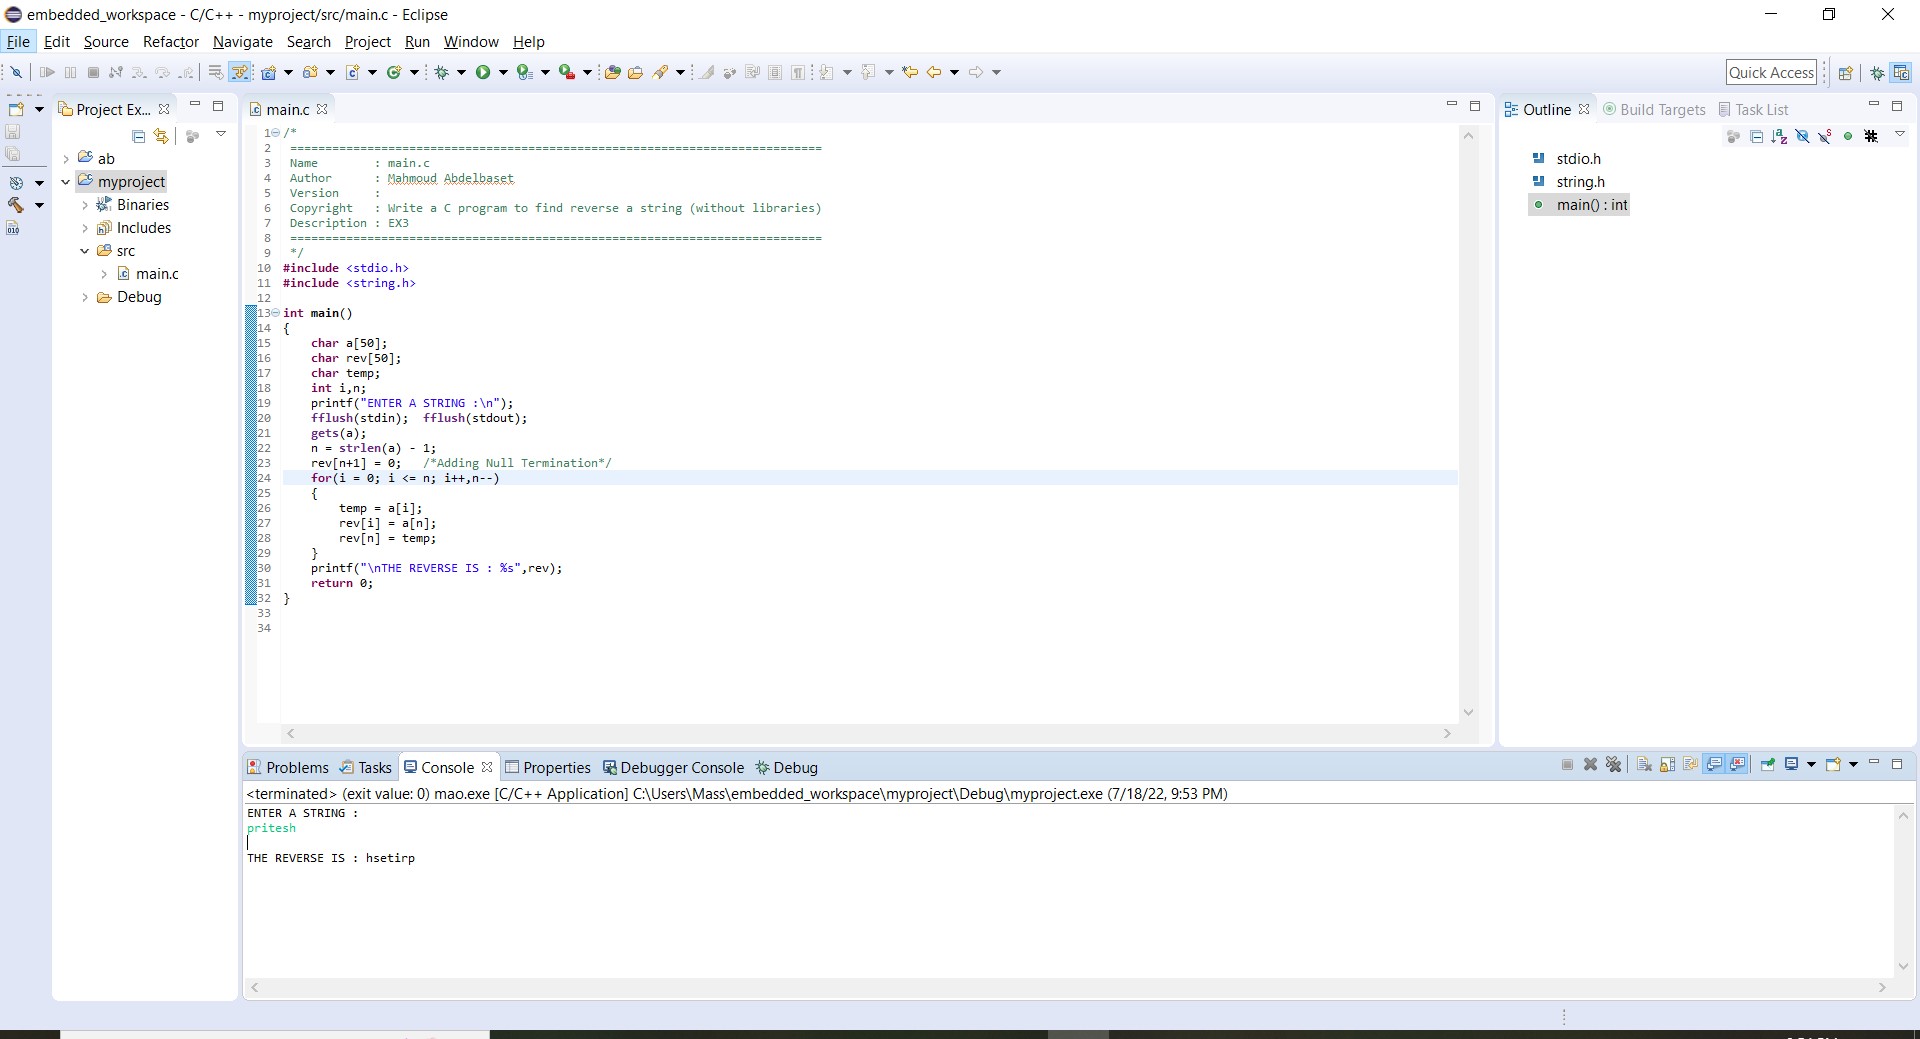 embedded_workspace - C/C++ - myproject/src/main.c - Eclipse
File Edit Source Refactor Navigate Search Project Run Window Help
Quick Access
Project Ex...
ab
myproject
Binaries
Includes
src
main.c
Debug
main.c
1 /*
2 ============================================================================
3 Name        : main.c
4 Author      : Mahmoud Abdelbaset
5 Version     :
6 Copyright   : Write a C program to find reverse a string (without libraries)
7 Description : EX3
8 ============================================================================
9 */
10 #include <stdio.h>
11 #include <string.h>
12
13 int main()
14 {
15     char a[50];
16     char rev[50];
17     char temp;
18     int i,n;
19     printf("ENTER A STRING :\n");
20     fflush(stdin);  fflush(stdout);
21     gets(a);
22     n = strlen(a) - 1;
23     rev[n+1] = 0;   /*Adding Null Termination*/
24     for(i = 0; i <= n; i++,n--)
25     {
26         temp = a[i];
27         rev[i] = a[n];
28         rev[n] = temp;
29     }
30     printf("\nTHE REVERSE IS : %s",rev);
31     return 0;
32 }
33
34
Outline Build Targets Task List
stdio.h
string.h
main() : int
Problems Tasks Console Properties Debugger Console Debug
<terminated> (exit value: 0) mao.exe [C/C++ Application] C:\Users\Mass\embedded_workspace\myproject\Debug\myproject.exe (7/18/22, 9:53 PM)
ENTER A STRING :
pritesh
THE REVERSE IS : hsetirp